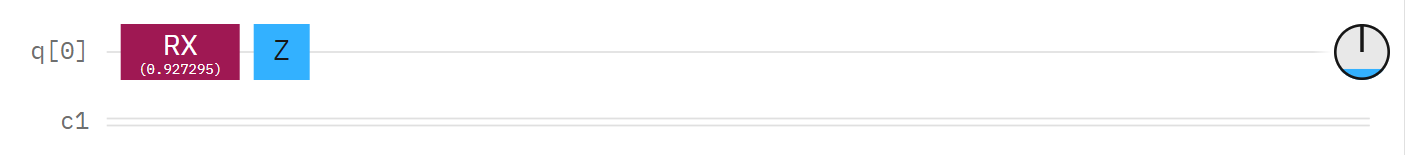 q[0] RX Z
(0.927295)
c1